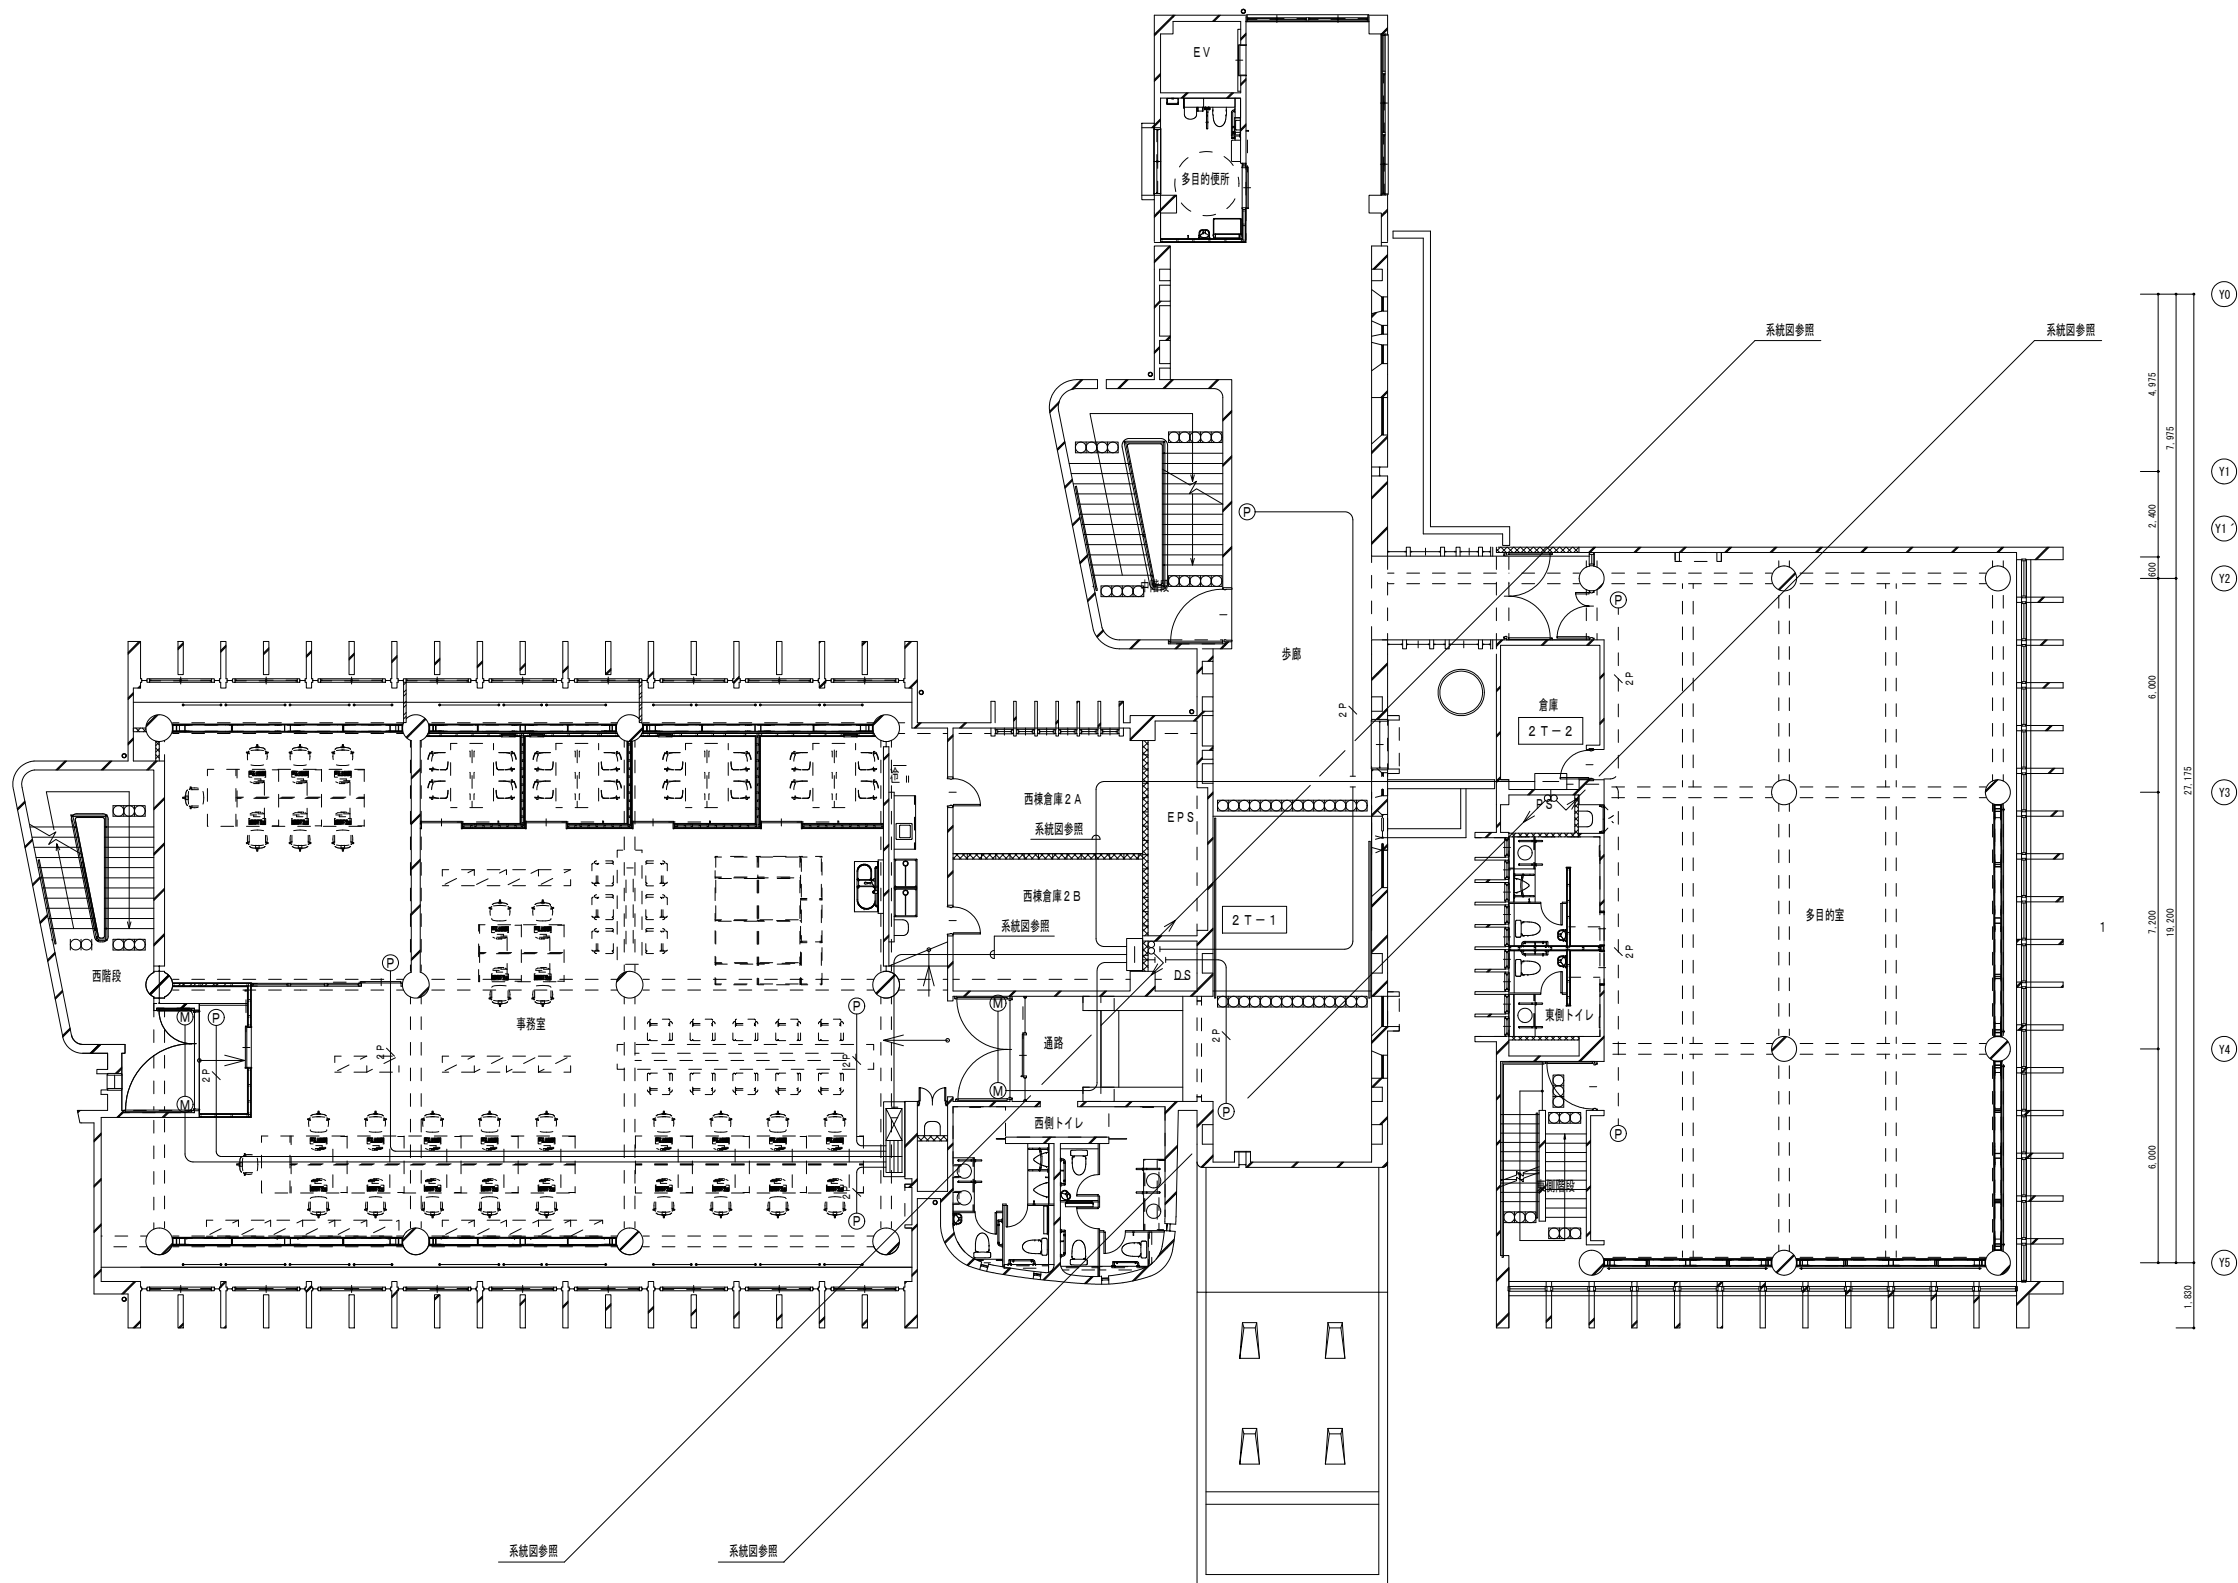 EV
多目的便所
Y0
系統図参照
系統図参照
4,975
7,975
Y1
P
2,400
Y1´
600
Y2
P
歩廊
2P
6,000
27,175
倉庫
2P
2T-2
Y3
西棟倉庫2A
EPS
PS
系統図参照
西棟倉庫2B
2T-1
多目的室
7,200
19,200
1
系統図参照
2P
P
西階段
DS
M
P
P
M
事務室
東側トイレ
2P
通路
2P
2P
2P
Y4
M
M
P
西側トイレ
P
6,000
2P
東側階段
P
Y5
1,830
系統図参照
系統図参照